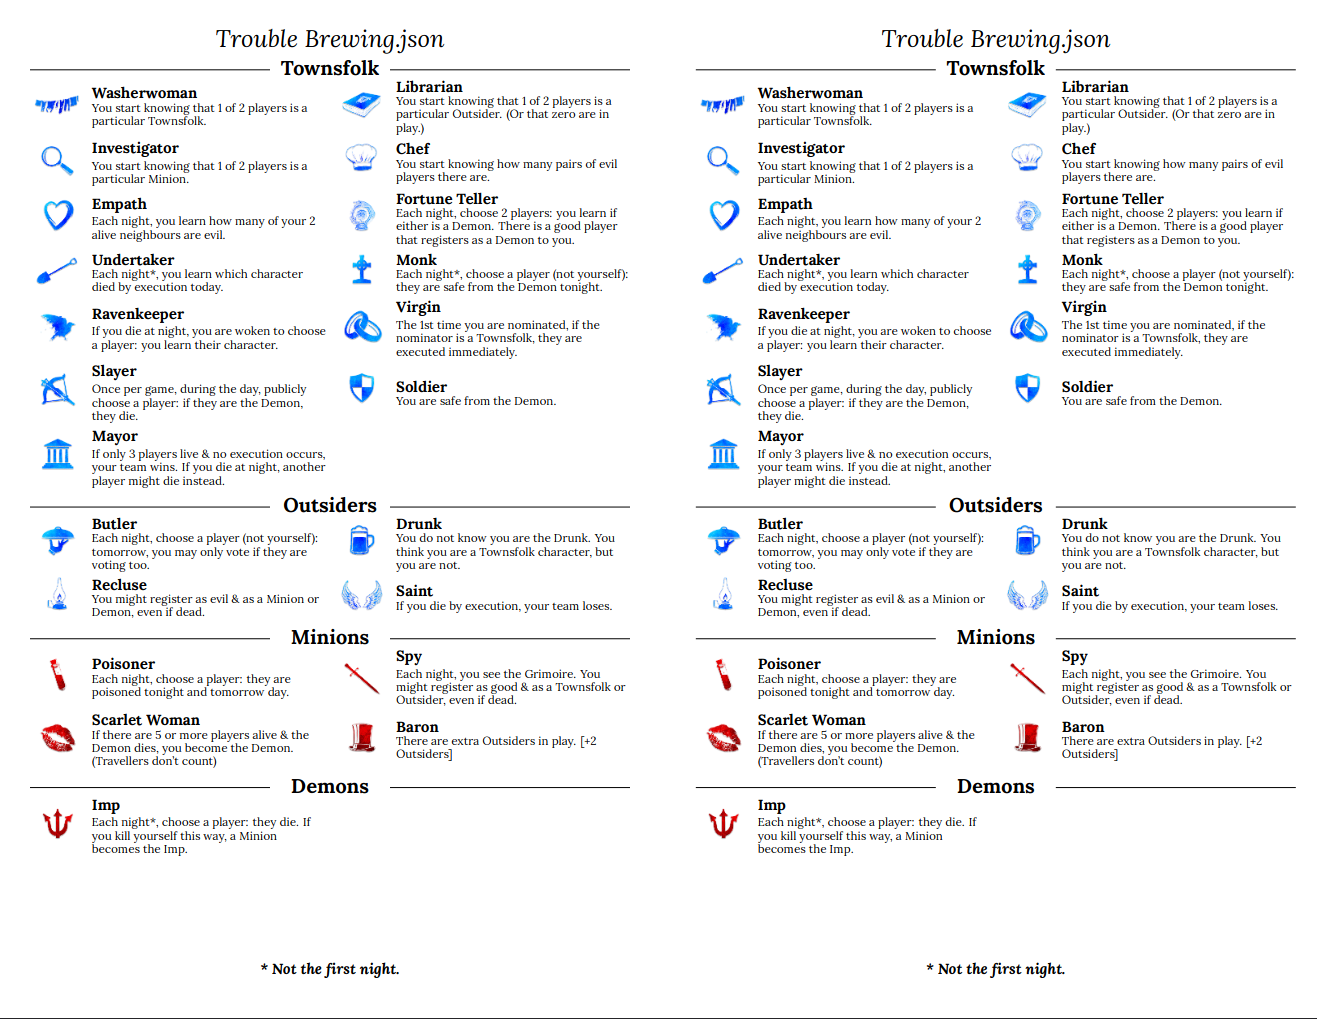 Trouble Brewing.json
Townsfolk
Washerwoman
You start knowing that 1 of 2 players is a
particular Townsfolk.
Librarian
You start knowing that 1 of 2 players is a
particular Outsider. (Or that zero are in
play.)
Investigator
You start knowing that 1 of 2 players is a
particular Minion.
Chef
You start knowing how many pairs of evil
players there are.
Empath
Each night, you learn how many of your 2
alive neighbours are evil.
Fortune Teller
Each night, choose 2 players: you learn if
either is a Demon. There is a good player
that registers as a Demon to you.
Undertaker
Each night*, you learn which character
died by execution today.
Monk
Each night*, choose a player (not yourself):
they are safe from the Demon tonight.
Ravenkeeper
If you die at night, you are woken to choose
a player: you learn their character.
Virgin
The 1st time you are nominated, if the
nominator is a Townsfolk, they are
executed immediately.
Slayer
Once per game, during the day, publicly
choose a player: if they are the Demon,
they die.
Soldier
You are safe from the Demon.
Mayor
If only 3 players live & no execution occurs,
your team wins. If you die at night, another
player might die instead.
Outsiders
Butler
Each night, choose a player (not yourself):
tomorrow, you may only vote if they are
voting too.
Drunk
You do not know you are the Drunk. You
think you are a Townsfolk character, but
you are not.
Recluse
You might register as evil & as a Minion or
Demon, even if dead.
Saint
If you die by execution, your team loses.
Minions
Poisoner
Each night, choose a player: they are
poisoned tonight and tomorrow day.
Spy
Each night, you see the Grimoire. You
might register as good & as a Townsfolk or
Outsider, even if dead.
Scarlet Woman
If there are 5 or more players alive & the
Demon dies, you become the Demon.
(Travellers don't count)
Baron
There are extra Outsiders in play. [+2
Outsiders]
Demons
Imp
Each night*, choose a player: they die. If
you kill yourself this way, a Minion
becomes the Imp.
* Not the first night.
Trouble Brewing.json
Townsfolk
Washerwoman
You start knowing that 1 of 2 players is a
particular Townsfolk.
Librarian
You start knowing that 1 of 2 players is a
particular Outsider. (Or that zero are in
play.)
Investigator
You start knowing that 1 of 2 players is a
particular Minion.
Chef
You start knowing how many pairs of evil
players there are.
Empath
Each night, you learn how many of your 2
alive neighbours are evil.
Fortune Teller
Each night, choose 2 players: you learn if
either is a Demon. There is a good player
that registers as a Demon to you.
Undertaker
Each night*, you learn which character
died by execution today.
Monk
Each night*, choose a player (not yourself):
they are safe from the Demon tonight.
Ravenkeeper
If you die at night, you are woken to choose
a player: you learn their character.
Virgin
The 1st time you are nominated, if the
nominator is a Townsfolk, they are
executed immediately.
Slayer
Once per game, during the day, publicly
choose a player: if they are the Demon,
they die.
Soldier
You are safe from the Demon.
Mayor
If only 3 players live & no execution occurs,
your team wins. If you die at night, another
player might die instead.
Outsiders
Butler
Each night, choose a player (not yourself):
tomorrow, you may only vote if they are
voting too.
Drunk
You do not know you are the Drunk. You
think you are a Townsfolk character, but
you are not.
Recluse
You might register as evil & as a Minion or
Demon, even if dead.
Saint
If you die by execution, your team loses.
Minions
Poisoner
Each night, choose a player: they are
poisoned tonight and tomorrow day.
Spy
Each night, you see the Grimoire. You
might register as good & as a Townsfolk or
Outsider, even if dead.
Scarlet Woman
If there are 5 or more players alive & the
Demon dies, you become the Demon.
(Travellers don't count)
Baron
There are extra Outsiders in play. [+2
Outsiders]
Demons
Imp
Each night*, choose a player: they die. If
you kill yourself this way, a Minion
becomes the Imp.
* Not the first night.